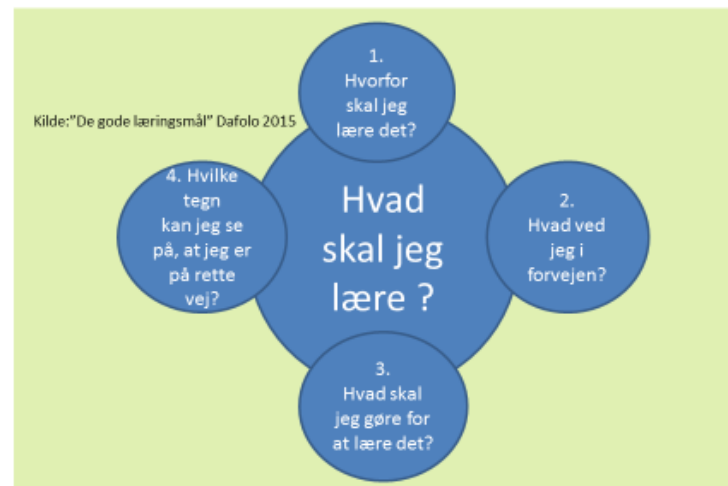 1.
Hvorfor
skal jeg
lære det?
Kilde:”De gode læringsmål” Dafolo 2015
4. Hvilke
tegn
kan jeg se
på, at jeg er
på rette
vej?
Hvad
skal jeg
lære ?
2.
Hvad ved
jeg i
forvejen?
3.
Hvad skal
jeg gøre for
at lære det?